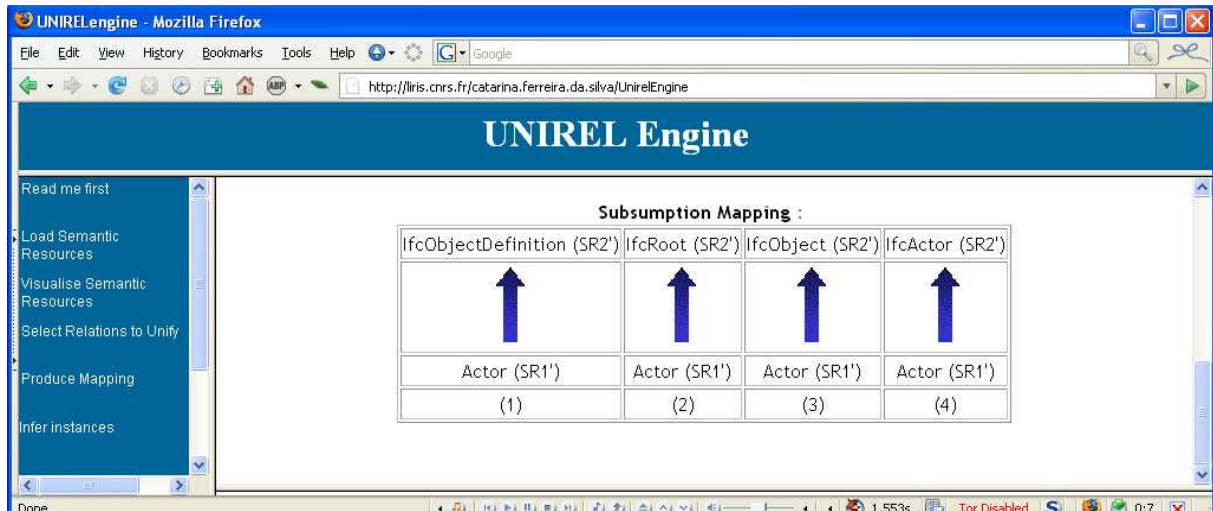 UNIRELengine - Mozilla Firefox
File Edit View History Bookmarks Tools Help G Google
ABP http://liris.cnrs.fr/catarina.ferreira.da.silva/UnirelEngine
UNIREL Engine
Read me first
Load Semantic
Resources
Visualise Semantic
Resources
Select Relations to Unify
Produce Mapping
Infer instances
Subsumption Mapping :
IfcObjectDefinition (SR2') IfcRoot (SR2') IfcObject (SR2') IfcActor (SR2')
Actor (SR1') Actor (SR1') Actor (SR1') Actor (SR1')
(1) (2) (3) (4)
Done 1.553s Tor Disabled S 0:7